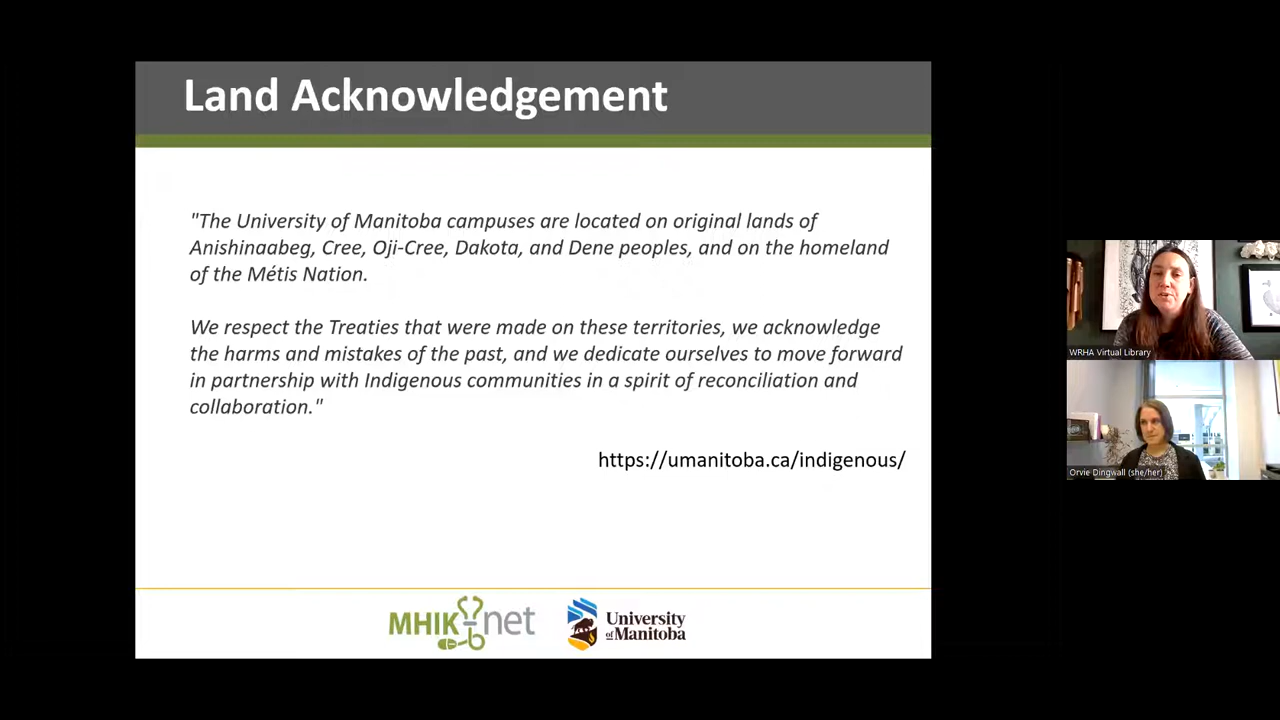 Land Acknowledgement
"The University of Manitoba campuses are located on original lands of
Anishinaabeg, Cree, Oji-Cree, Dakota, and Dene peoples, and on the homeland
of the Métis Nation.
We respect the Treaties that were made on these territories, we acknowledge
the harms and mistakes of the past, and we dedicate ourselves to move forward
in partnership with Indigenous communities in a spirit of reconciliation and
collaboration."
https://umanitoba.ca/indigenous/
MHIK-net
University
of Manitoba
WRHA Virtual Library
Orvie Dingwall (she/her)